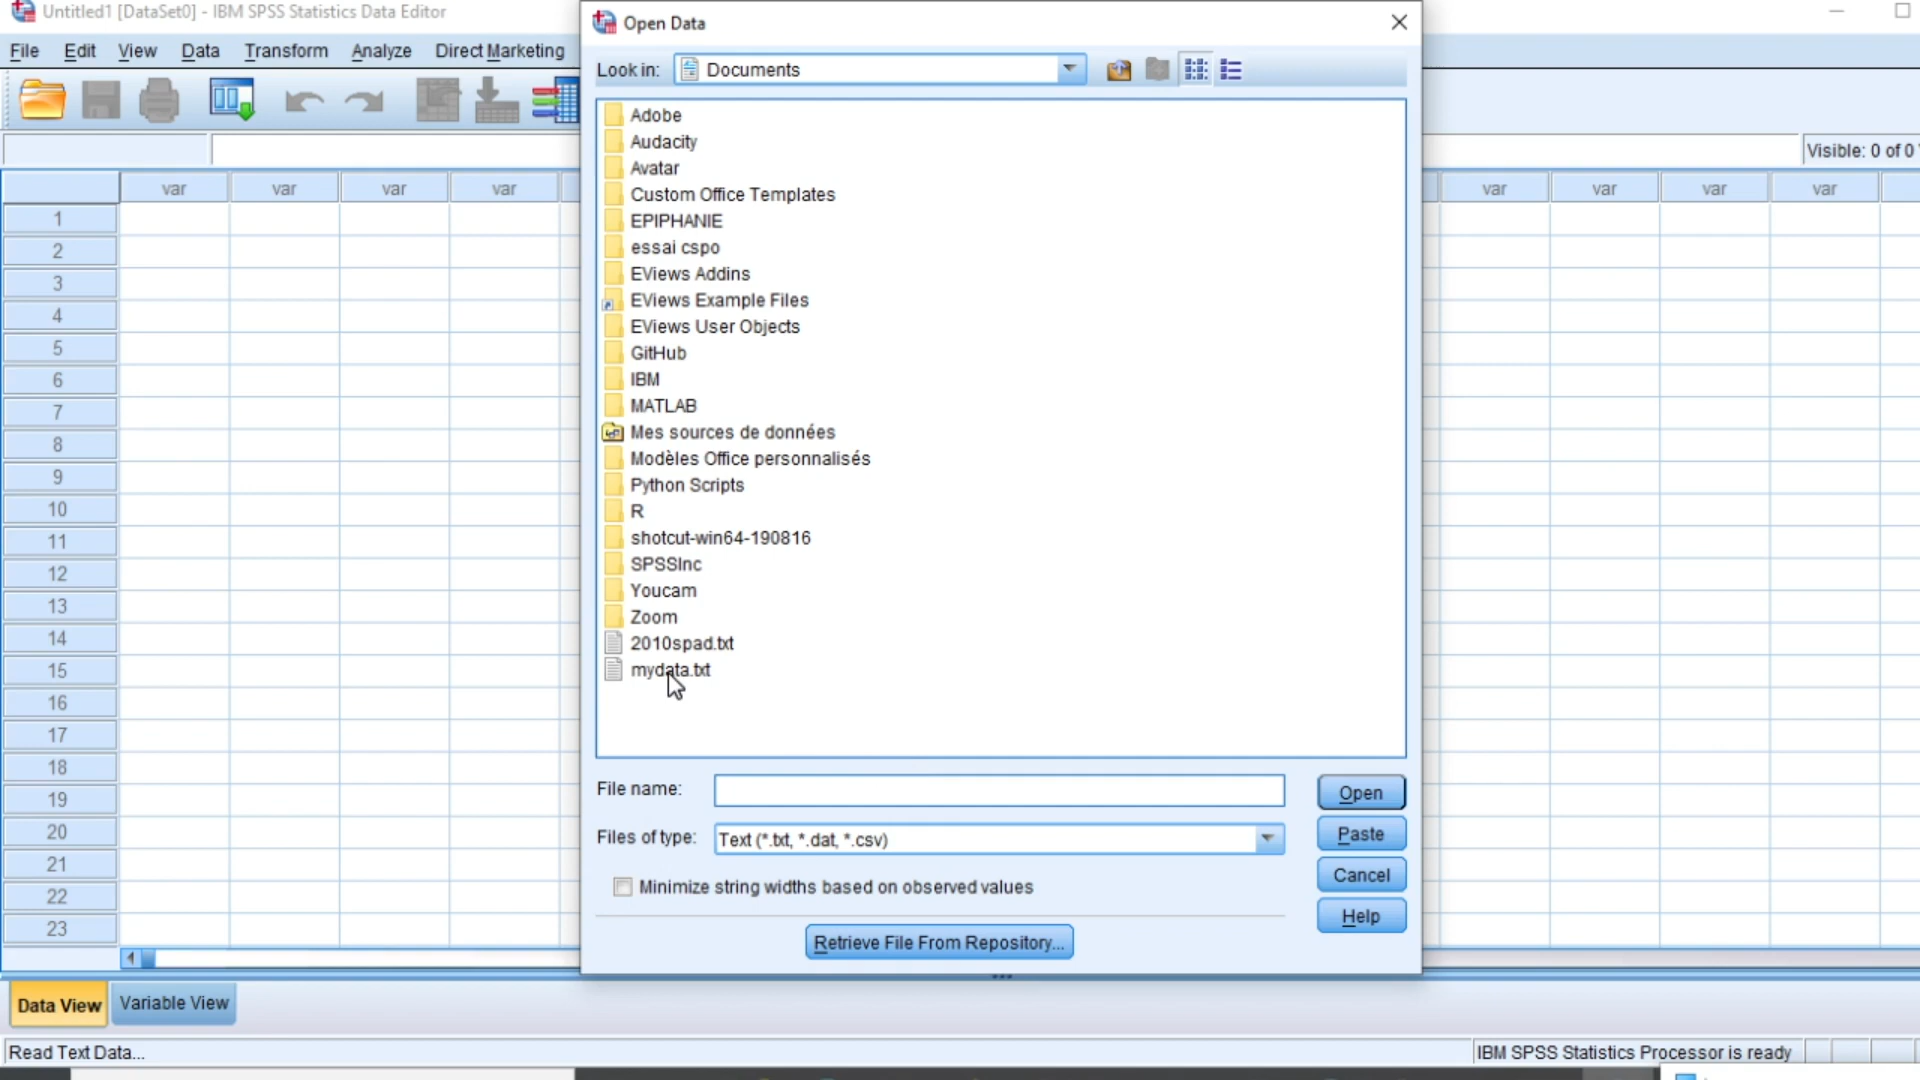 Untitled1 [DataSet0] - IBM SPSS Statistics Data Editor
File Edit View Data Transform Analyze Direct Marketing
Visible: 0 of 0
var var var var var var var var
1
2
3
4
5
6
7
8
9
10
11
12
13
14
15
16
17
18
19
20
21
22
23
Data View Variable View
Read Text Data...
IBM SPSS Statistics Processor is ready
Open Data
Look in: Documents
Adobe
Audacity
Avatar
Custom Office Templates
EPIPHANIE
essai cspo
EViews Addins
EViews Example Files
EViews User Objects
GitHub
IBM
MATLAB
Mes sources de données
Modèles Office personnalisés
Python Scripts
R
shotcut-win64-190816
SPSSInc
Youcam
Zoom
2010spad.txt
mydata.txt
File name:
Files of type: Text (*.txt, *.dat, *.csv)
Minimize string widths based on observed values
Retrieve File From Repository...
Open
Paste
Cancel
Help